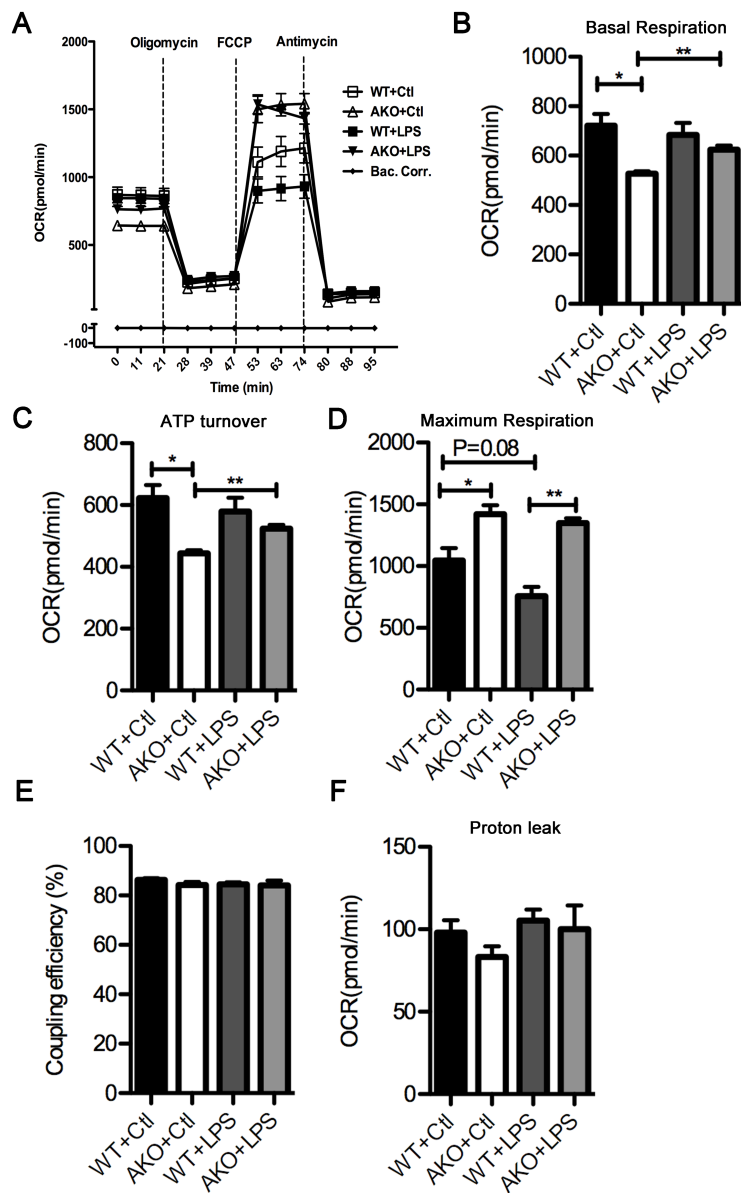 A
Oligomycin FCCP Antimycin
OCR(pmol/min)
2000
1500
1000
500
0
-100
WT+Ctl
AKO+Ctl
WT+LPS
AKO+LPS
Bac. Corr.
0 11 21 28 39 47 53 63 74 80 88 95
Time (min)
B
Basal Respiration
OCR(pmol/min)
1000
800
600
400
200
0
*
**
WT+Ctl
AKO+Ctl
WT+LPS
AKO+LPS
C
ATP turnover
OCR(pmol/min)
800
600
400
200
0
*
**
WT+Ctl
AKO+Ctl
WT+LPS
AKO+LPS
D
Maximum Respiration
OCR(pmol/min)
2000
1500
1000
500
0
P=0.08
*
**
WT+Ctl
AKO+Ctl
WT+LPS
AKO+LPS
E
Coupling efficiency (%)
100
80
60
40
20
0
WT+Ctl
AKO+Ctl
WT+LPS
AKO+LPS
F
Proton leak
OCR(pmol/min)
150
100
50
0
WT+Ctl
AKO+Ctl
WT+LPS
AKO+LPS